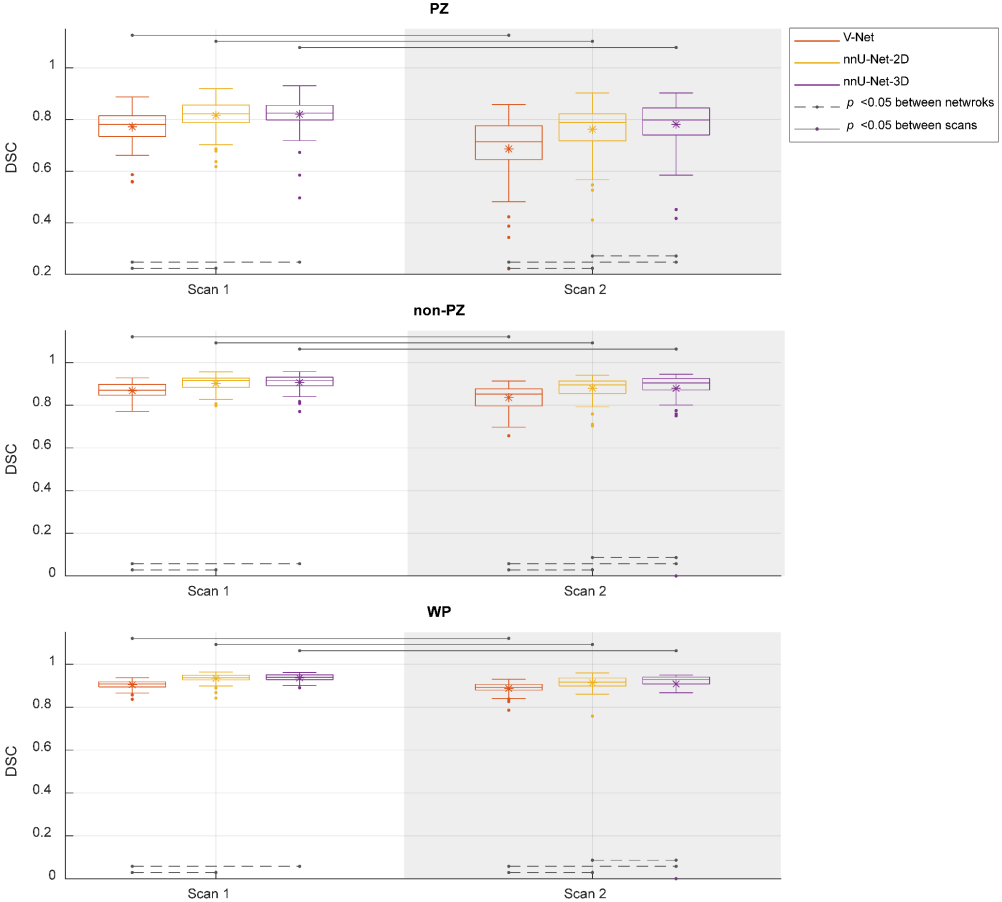 PZ
1
0.8
0.6
0.4
0.2
DSC
Scan 1
Scan 2
V-Net
nnU-Net-2D
nnU-Net-3D
p <0.05 between netwroks
p <0.05 between scans
non-PZ
1
0.8
0.6
0.4
0.2
0
DSC
Scan 1
Scan 2
WP
1
0.8
0.6
0.4
0.2
0
DSC
Scan 1
Scan 2